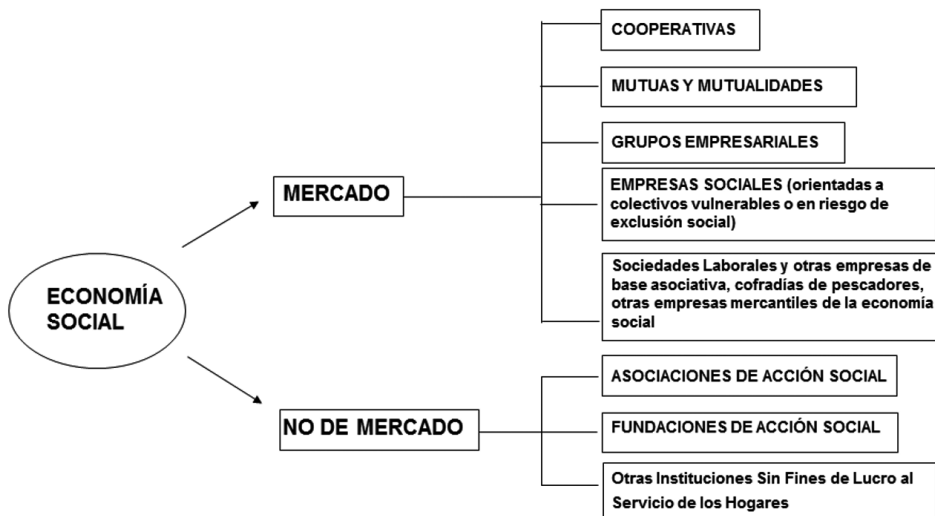 COOPERATIVAS
MUTUAS Y MUTUALIDADES
GRUPOS EMPRESARIALES
EMPRESAS SOCIALES (orientadas a
colectivos vulnerables o en riesgo de
exclusión social)
MERCADO
Sociedades Laborales y otras empresas de
base asociativa, cofradías de pescadores,
otras empresas mercantiles de la economía
social
ECONOMÍA
SOCIAL
ASOCIACIONES DE ACCIÓN SOCIAL
NO DE MERCADO
FUNDACIONES DE ACCIÓN SOCIAL
Otras Instituciones Sin Fines de Lucro al
Servicio de los Hogares